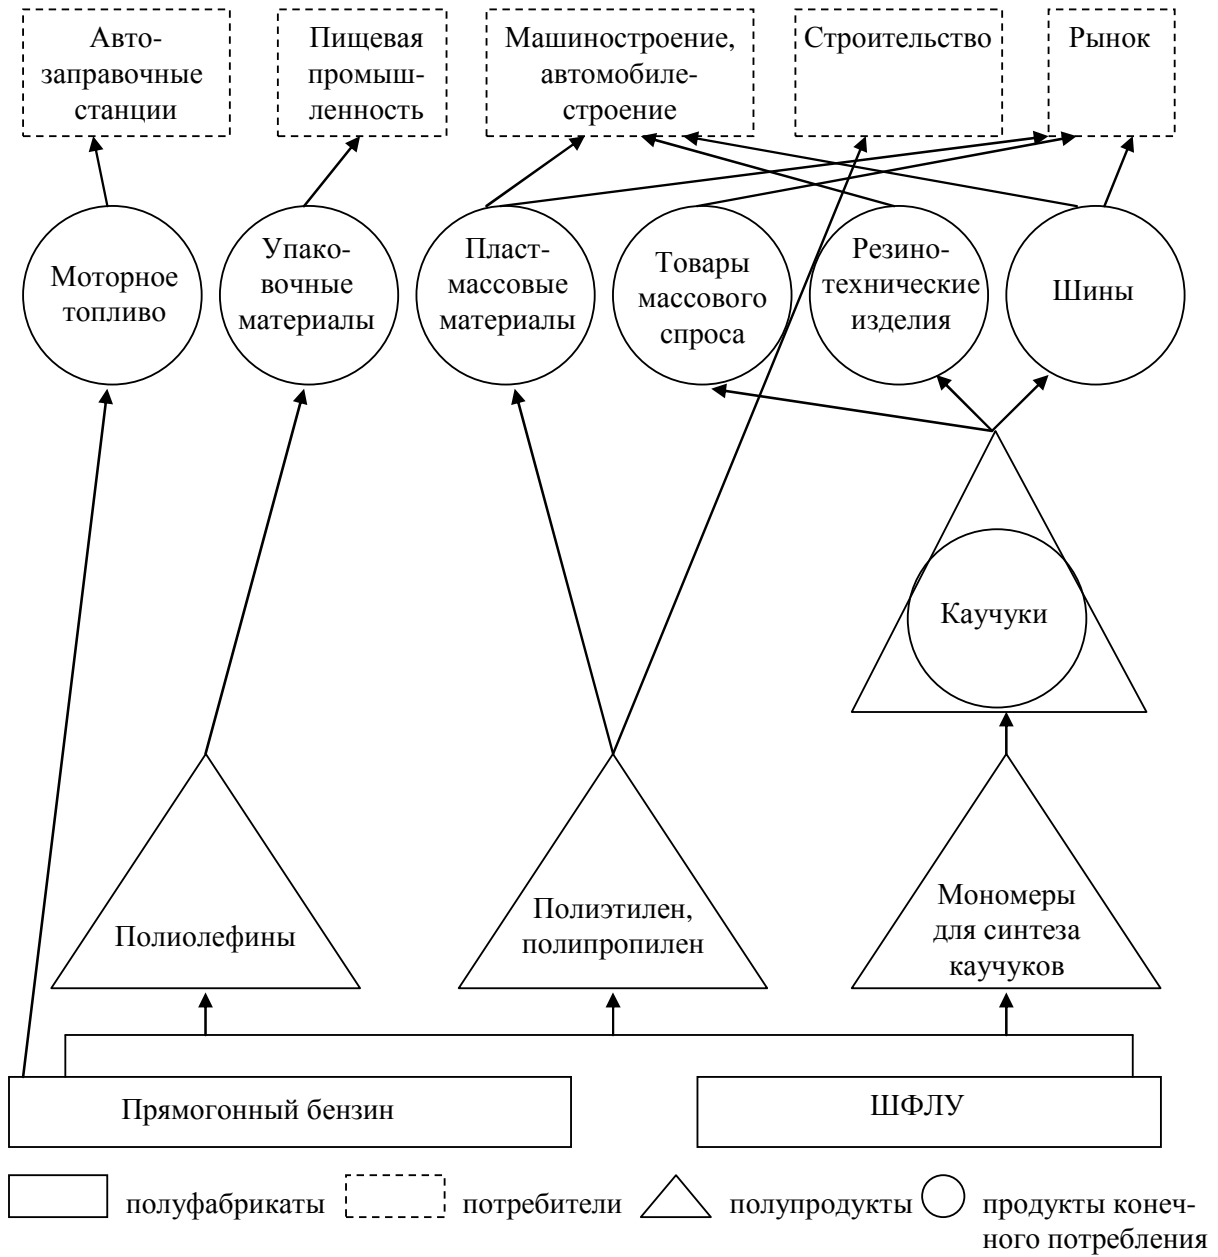 Авто-
заправочные
станции
Пищевая
промыш-
ленность
Машиностроение,
автомобиле-
строение
Строительство
Рынок
Моторное
топливо
Упако-
вочные
материалы
Пласт-
массовые
материалы
Товары
массового
спроса
Резино-
технические
изделия
Шины
Каучуки
Полиолефины
Полиэтилен,
полипропилен
Мономеры
для синтеза
каучуков
Прямогонный бензин
ШФЛУ
полуфабрикаты
потребители
полупродукты
продукты конеч-
ного потребления